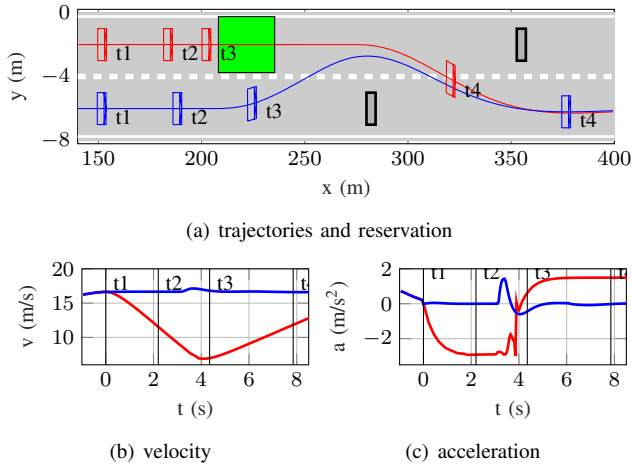 0
−4
−8
y (m)
t1 t2 t3
t4
t1 t2 t3 t4
150 200 250 300 350 400
x (m)
(a) trajectories and reservation
20
15
10
v (m/s)
t1 t2 t3
0 2 4 6 8
t (s)
(b) velocity
2
0
−2
a (m/s²)
t1 t2 t3 t4
0 2 4 6 8
t (s)
(c) acceleration